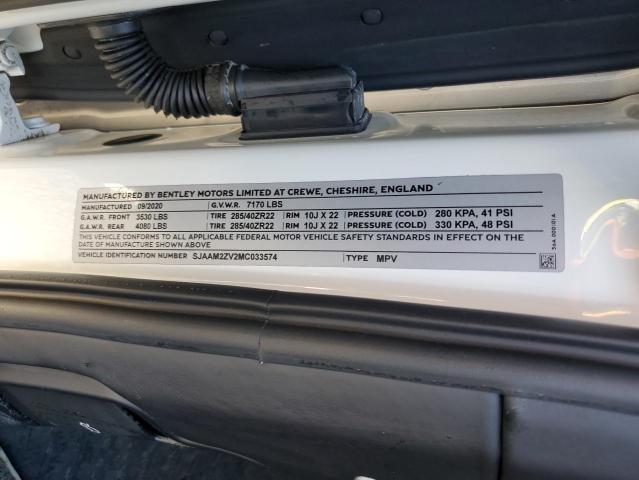 MANUFACTURED BY BENTLEY MOTORS LIMITED AT CREWE, CHESHIRE, ENGLAND
MANUFACTURED 09/2020 G.V.W.R. 7170 LBS
G.A.W.R. FRONT 3530 LBS TIRE 285/40ZR22 RIM 10J X 22 PRESSURE (COLD) 280 KPA, 41 PSI
G.A.W.R. REAR 4080 LBS TIRE 285/40ZR22 RIM 10J X 22 PRESSURE (COLD) 330 KPA, 48 PSI
THIS VEHICLE CONFORMS TO ALL APPLICABLE FEDERAL MOTOR VEHICLE SAFETY STANDARDS IN EFFECT ON THE DATE OF MANUFACTURE SHOWN ABOVE.
VEHICLE IDENTIFICATION NUMBER SJAAM2ZV2MC033574 TYPE MPV
36A 000 101 A